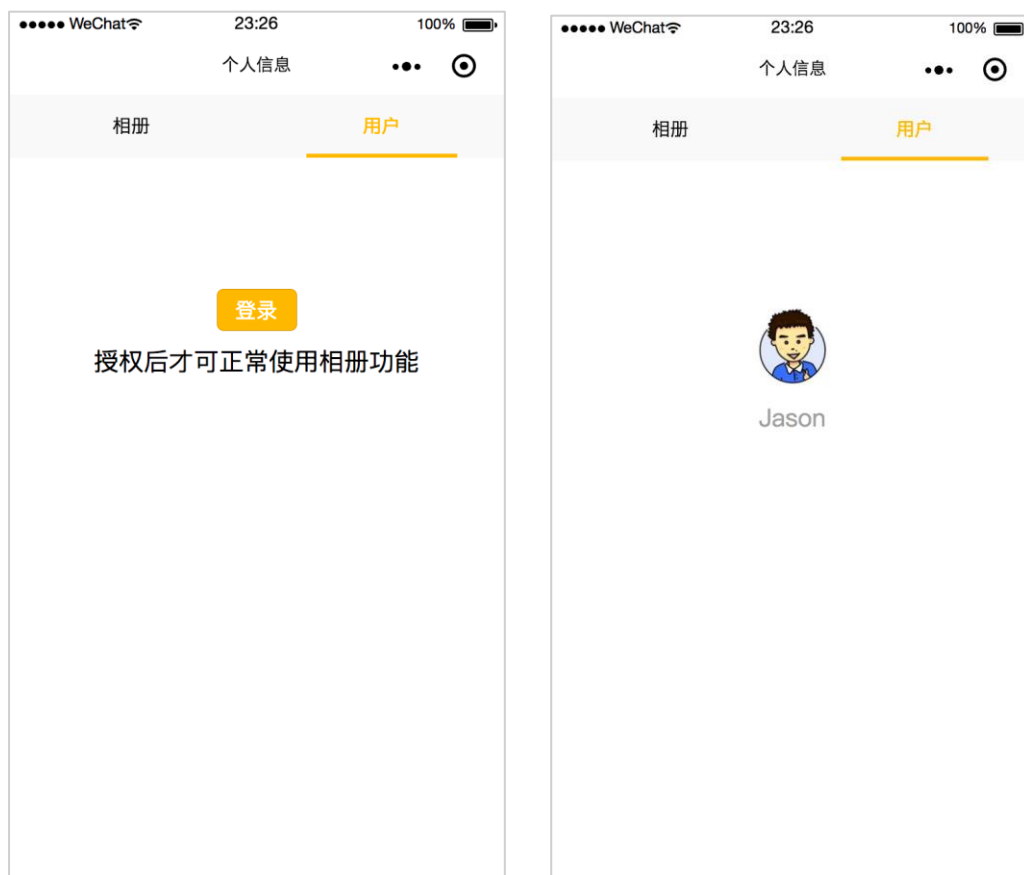 WeChat 23:26 100%
个人信息
相册 用户
登录
授权后才可正常使用相册功能
WeChat 23:26 100%
个人信息
相册 用户
Jason